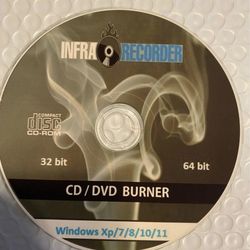 INFRA RECORDER
COMPACT
disc
CD-ROM
32 bit
64 bit
CD / DVD BURNER
Windows Xp/7/8/10/11